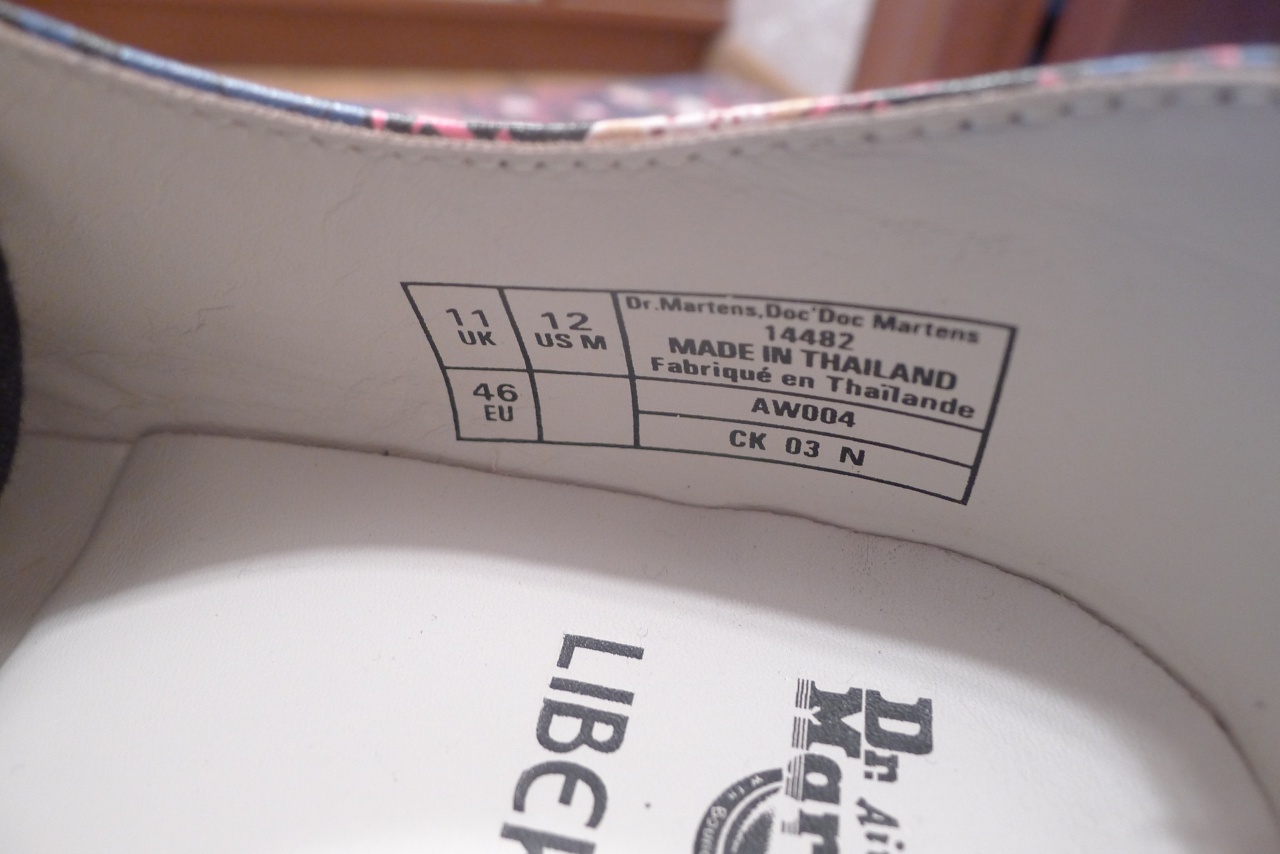 11
UK
12
US M
46
EU
Dr.Martens,Doc'Doc Martens
14482
MADE IN THAILAND
Fabriqué en Thaïlande
AW004
CK 03 N
LIBE
Dr.
Mar
Ai